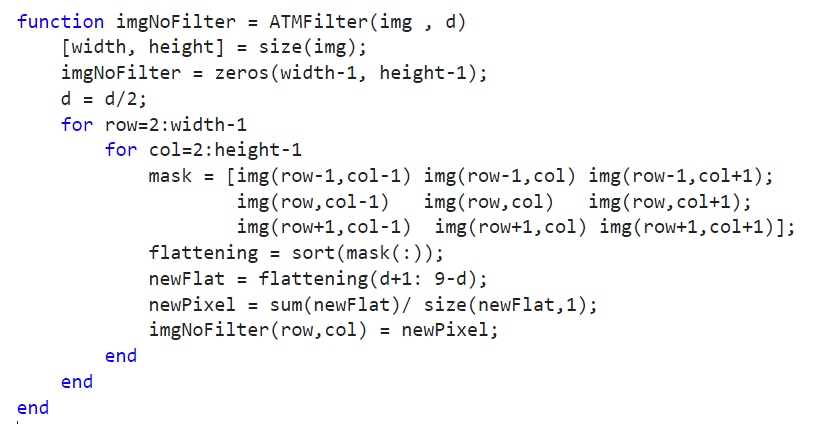 function imgNoFilter = ATMFilter(img , d)
    [width, height] = size(img);
    imgNoFilter = zeros(width-1, height-1);
    d = d/2;
    for row=2:width-1
        for col=2:height-1
            mask = [img(row-1,col-1) img(row-1,col) img(row-1,col+1);
                    img(row,col-1)   img(row,col)   img(row,col+1);
                    img(row+1,col-1)  img(row+1,col) img(row+1,col+1)];
            flattening = sort(mask(:));
            newFlat = flattening(d+1: 9-d);
            newPixel = sum(newFlat)/ size(newFlat,1);
            imgNoFilter(row,col) = newPixel;
        end
    end
end